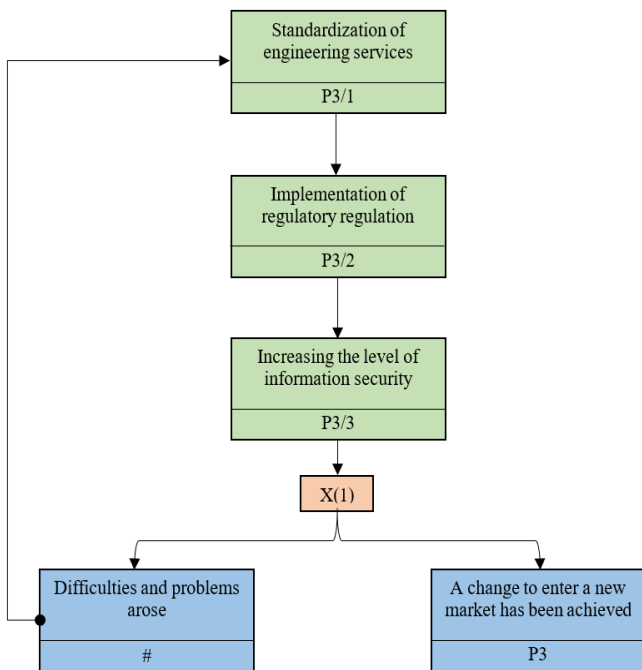 Standardization of
engineering services
P3/1
Implementation of
regulatory regulation
P3/2
Increasing the level of
information security
P3/3
X(1)
Difficulties and problems
arose
#
A change to enter a new
market has been achieved
P3